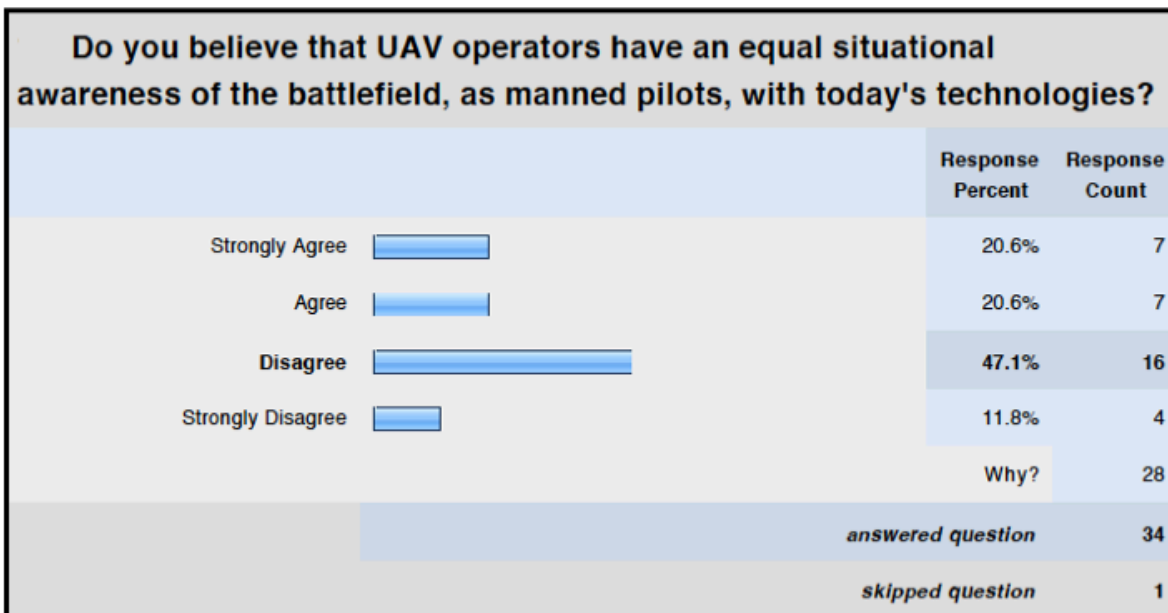 Do you believe that UAV operators have an equal situational
awareness of the battlefield, as manned pilots, with today's technologies?
Response Percent Response Count
Strongly Agree 20.6% 7
Agree 20.6% 7
Disagree 47.1% 16
Strongly Disagree 11.8% 4
Why? 28
answered question 34
skipped question 1